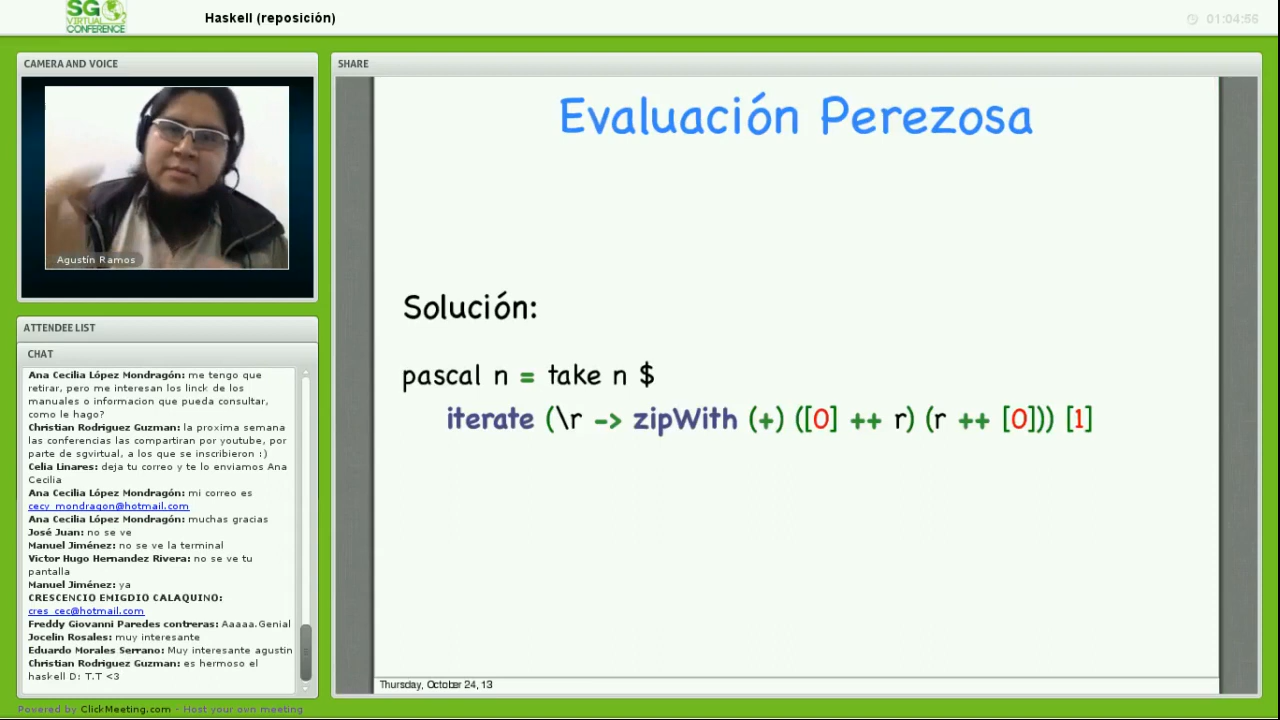 SG
VIRTUAL
CONFERENCE
Haskell (reposición)
01:04:56
CAMERA AND VOICE
Agustín Ramos
ATTENDEE LIST
CHAT
Ana Cecilia López Mondragón: me tengo que
retirar, pero me interesan los linck de los
manuales o informacion que pueda consultar,
como le hago?
Christian Rodriguez Guzman: la proxima semana
las conferencias las compartiran por youtube, por
parte de sgvirtual, a los que se inscribieron :)
Celia Linares: deja tu correo y te lo enviamos Ana
Cecilia
Ana Cecilia López Mondragón: mi correo es
cecy_mondragon@hotmail.com
Ana Cecilia López Mondragón: muchas gracias
José Juan: no se ve
Manuel Jiménez: no se ve la terminal
Victor Hugo Hernandez Rivera: no se ve tu
pantalla
Manuel Jiménez: ya
CRESCENCIO EMIGDIO CALAQUINO:
cres_cec@hotmail.com
Freddy Giovanni Paredes contreras: Aaaaa.Genial
Jocelin Rosales: muy interesante
Eduardo Morales Serrano: Muy interesante agustin
Christian Rodriguez Guzman: es hermoso el
haskell D: T.T <3
SHARE
Evaluación Perezosa
Solución:
pascal n = take n $
iterate (\r -> zipWith (+) ([0] ++ r) (r ++ [0])) [1]
Thursday, October 24, 13
Powered by ClickMeeting.com - Host your own meeting